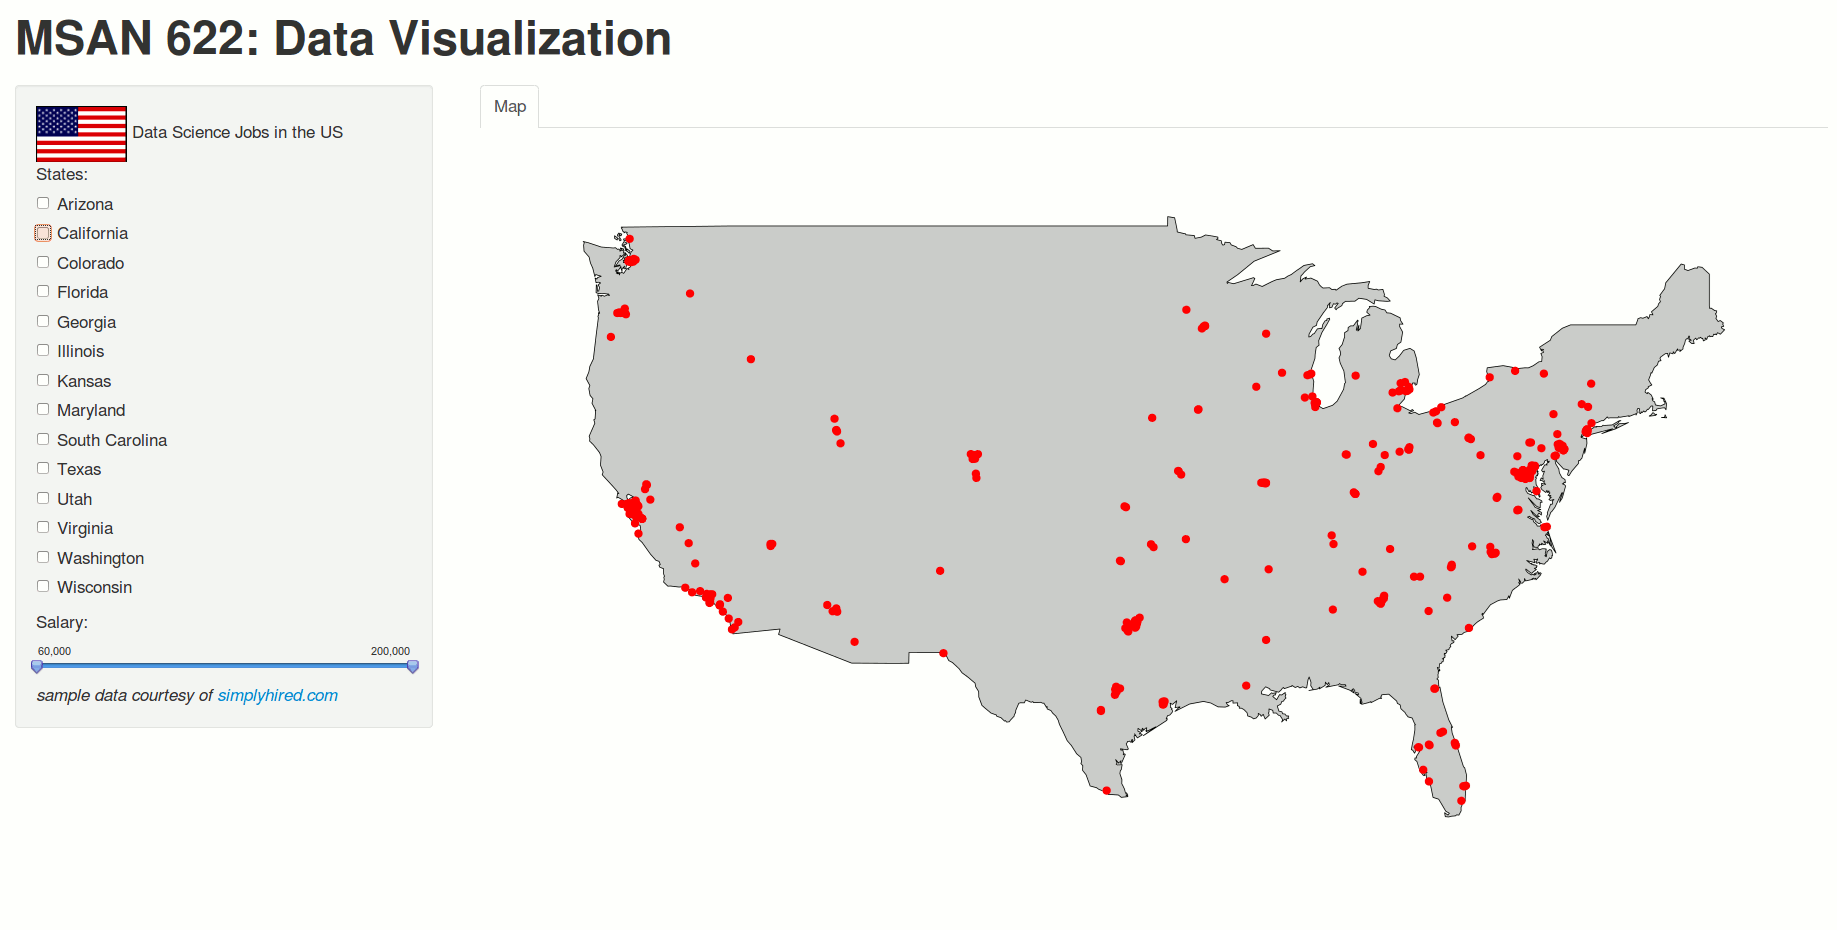 MSAN 622: Data Visualization
Data Science Jobs in the US
States:
Arizona
California
Colorado
Florida
Georgia
Illinois
Kansas
Maryland
South Carolina
Texas
Utah
Virginia
Washington
Wisconsin
Salary:
60,000 200,000
sample data courtesy of simplyhired.com
Map